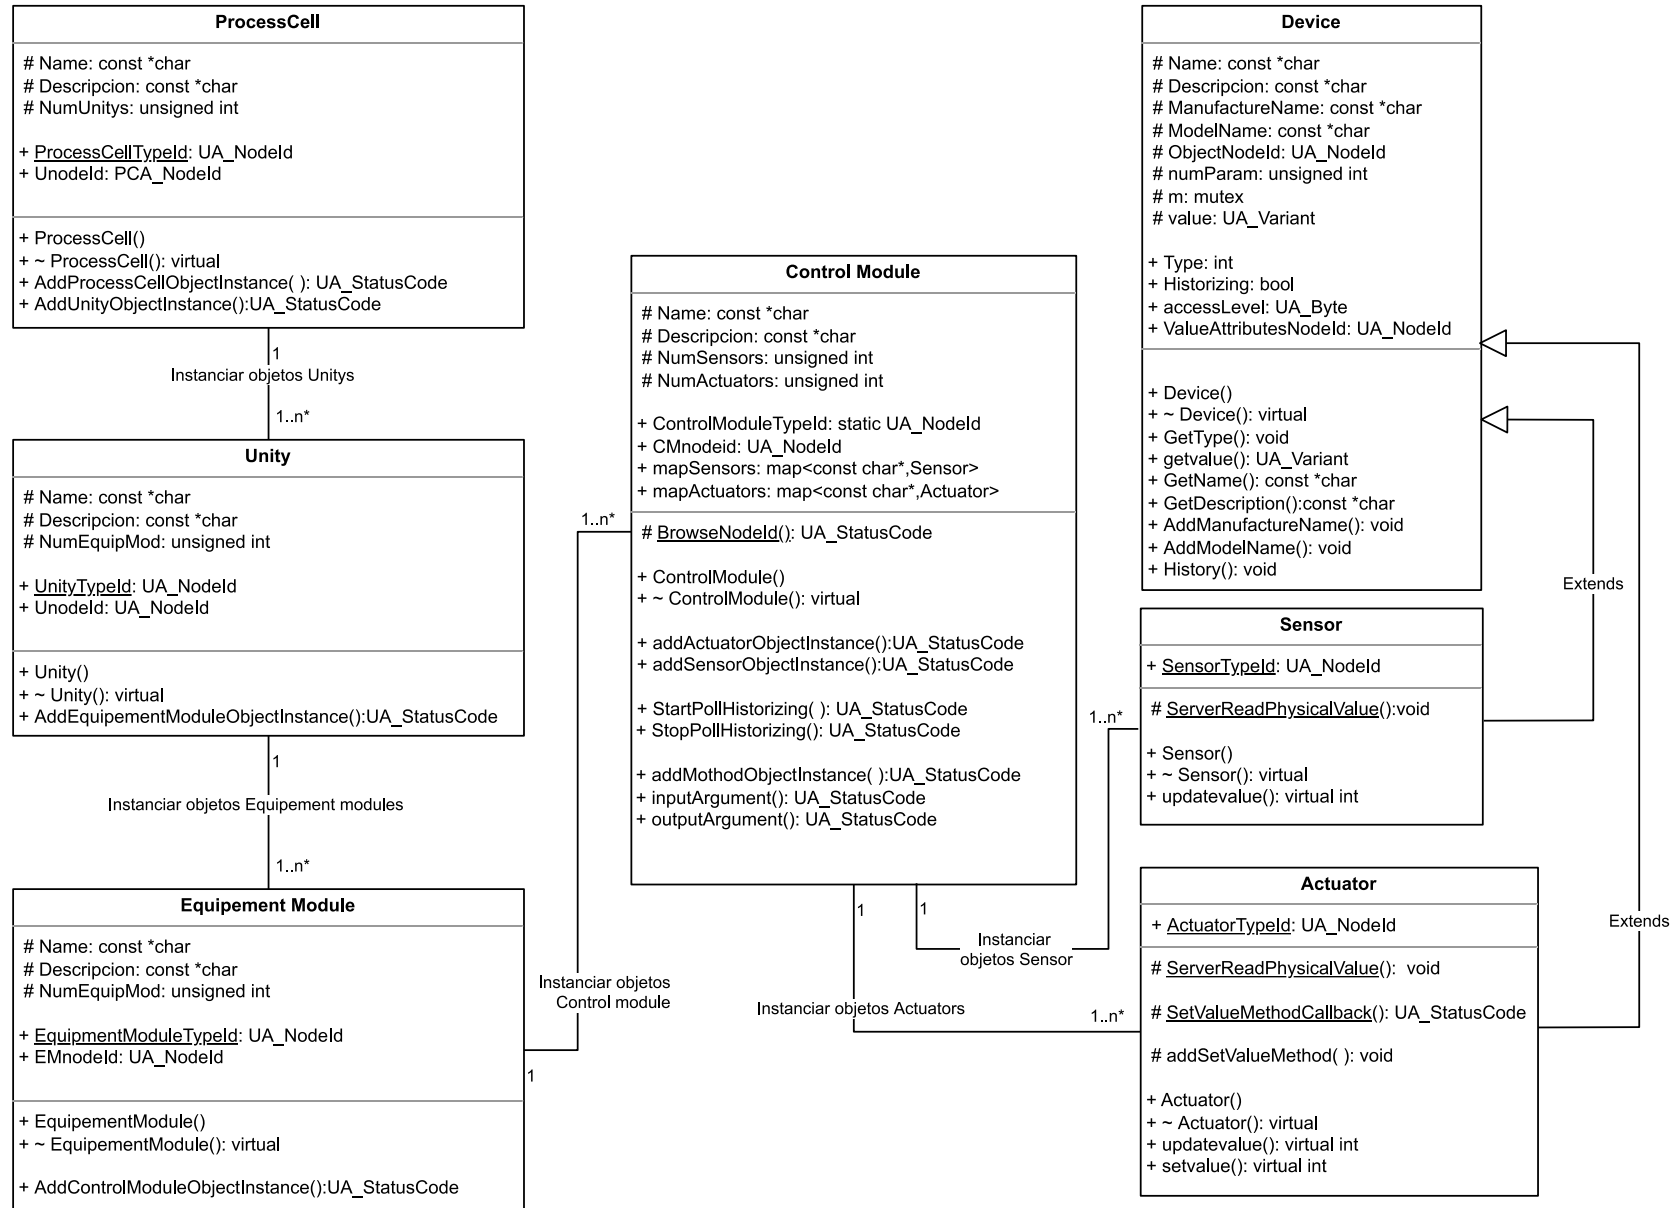 ProcessCell
# Name: const *char
# Descripcion: const *char
# NumUnitys: unsigned int
+ ProcessCellTypeId: UA_NodeId
+ UnodeId: PCA_NodeId
+ ProcessCell()
+ ~ ProcessCell(): virtual
+ AddProcessCellObjectInstance( ): UA_StatusCode
+ AddUnityObjectInstance():UA_StatusCode
1
Instanciar objetos Unitys
1..n*
Unity
# Name: const *char
# Descripcion: const *char
# NumEquipMod: unsigned int
+ UnityTypeId: UA_NodeId
+ UnodeId: UA_NodeId
+ Unity()
+ ~ Unity(): virtual
+ AddEquipementModuleObjectInstance():UA_StatusCode
1
Instanciar objetos Equipement modules
1..n*
Equipement Module
# Name: const *char
# Descripcion: const *char
# NumEquipMod: unsigned int
+ EquipmentModuleTypeId: UA_NodeId
+ EMnodeId: UA_NodeId
+ EquipementModule()
+ ~ EquipementModule(): virtual
+ AddControlModuleObjectInstance():UA_StatusCode
1
Instanciar objetos
Control module
1..n*
Control Module
# Name: const *char
# Descripcion: const *char
# NumSensors: unsigned int
# NumActuators: unsigned int
+ ControlModuleTypeId: static UA_NodeId
+ CMnodeid: UA_NodeId
+ mapSensors: map<const char*,Sensor>
+ mapActuators: map<const char*,Actuator>
# BrowseNodeId(): UA_StatusCode
+ ControlModule()
+ ~ ControlModule(): virtual
+ addActuatorObjectInstance():UA_StatusCode
+ addSensorObjectInstance():UA_StatusCode
+ StartPollHistorizing( ): UA_StatusCode
+ StopPollHistorizing(): UA_StatusCode
+ addMothodObjectInstance( ):UA_StatusCode
+ inputArgument(): UA_StatusCode
+ outputArgument(): UA_StatusCode
1
1
Instanciar
objetos Sensor
1..n*
Instanciar objetos Actuators
1..n*
Device
# Name: const *char
# Descripcion: const *char
# ManufactureName: const *char
# ModelName: const *char
# ObjectNodeId: UA_NodeId
# numParam: unsigned int
# m: mutex
# value: UA_Variant
+ Type: int
+ Historizing: bool
+ accessLevel: UA_Byte
+ ValueAttributesNodeId: UA_NodeId
+ Device()
+ ~ Device(): virtual
+ GetType(): void
+ getvalue(): UA_Variant
+ GetName(): const *char
+ GetDescription():const *char
+ AddManufactureName(): void
+ AddModelName(): void
+ History(): void
Extends
Sensor
+ SensorTypeId: UA_NodeId
# ServerReadPhysicalValue():void
+ Sensor()
+ ~ Sensor(): virtual
+ updatevalue(): virtual int
Actuator
+ ActuatorTypeId: UA_NodeId
# ServerReadPhysicalValue(): void
# SetValueMethodCallback(): UA_StatusCode
# addSetValueMethod( ): void
+ Actuator()
+ ~ Actuator(): virtual
+ updatevalue(): virtual int
+ setvalue(): virtual int
Extends